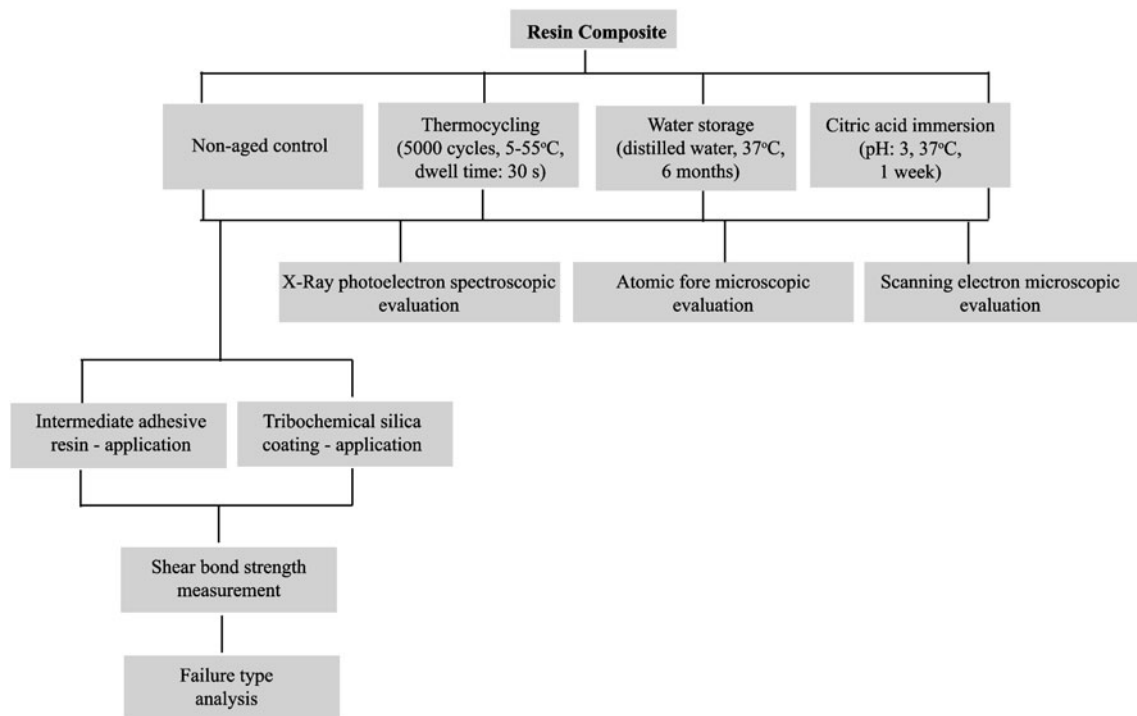 Resin Composite
Non-aged control
Thermocycling
(5000 cycles, 5-55°C,
dwell time: 30 s)
Water storage
(distilled water, 37°C,
6 months)
Citric acid immersion
(pH: 3, 37°C,
1 week)
X-Ray photoelectron spectroscopic
evaluation
Atomic fore microscopic
evaluation
Scanning electron microscopic
evaluation
Intermediate adhesive
resin - application
Tribochemical silica
coating - application
Shear bond strength
measurement
Failure type
analysis